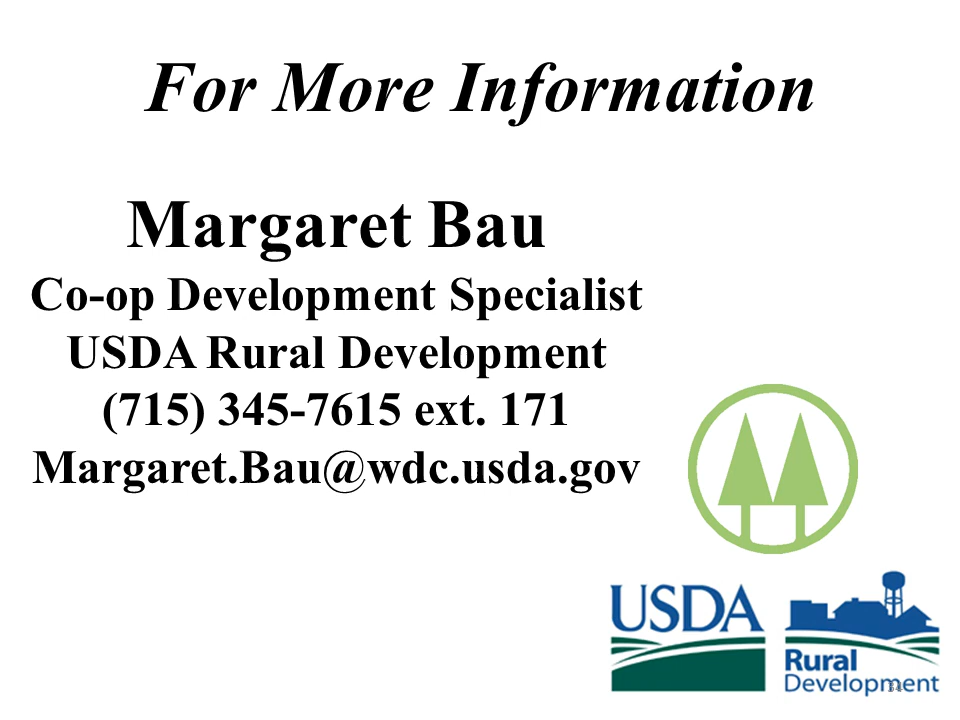 For More Information
Margaret Bau
Co-op Development Specialist
USDA Rural Development
(715) 345-7615 ext. 171
Margaret.Bau@wdc.usda.gov
USDA
Rural
Development